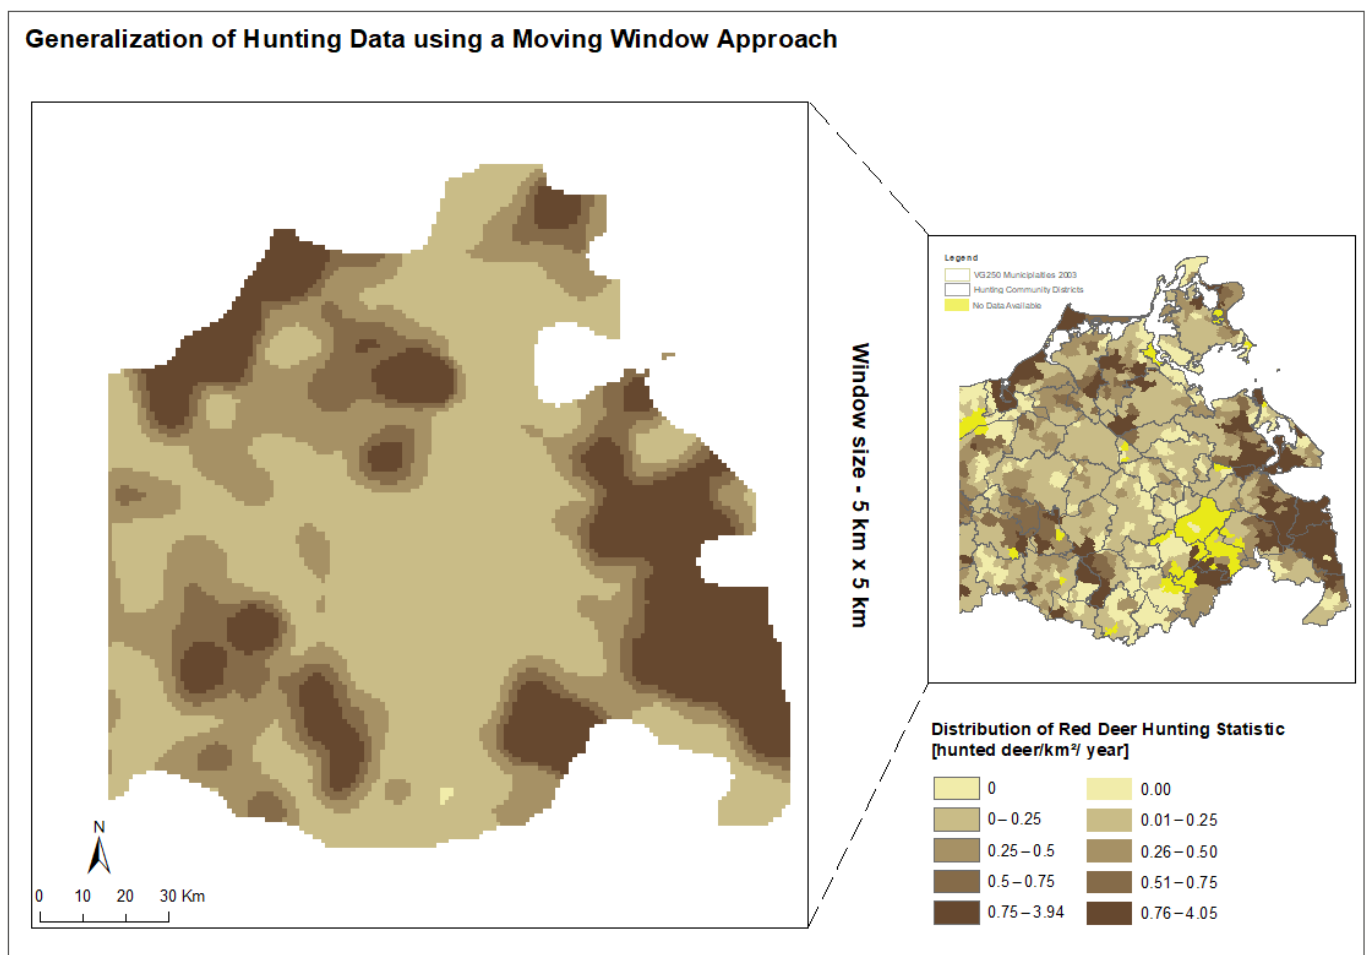 Generalization of Hunting Data using a Moving Window Approach
Legend
VG250 Municiplalties 2003
Hunting Community Districts
No Data Available
Window size - 5 km x 5 km
Distribution of Red Deer Hunting Statistic
[hunted deer/km²/ year]
0 0.00
0 – 0.25 0.01 – 0.25
0.25 – 0.5 0.26 – 0.50
0.5 – 0.75 0.51 – 0.75
0.75 – 3.94 0.76 – 4.05
N
0 10 20 30 Km